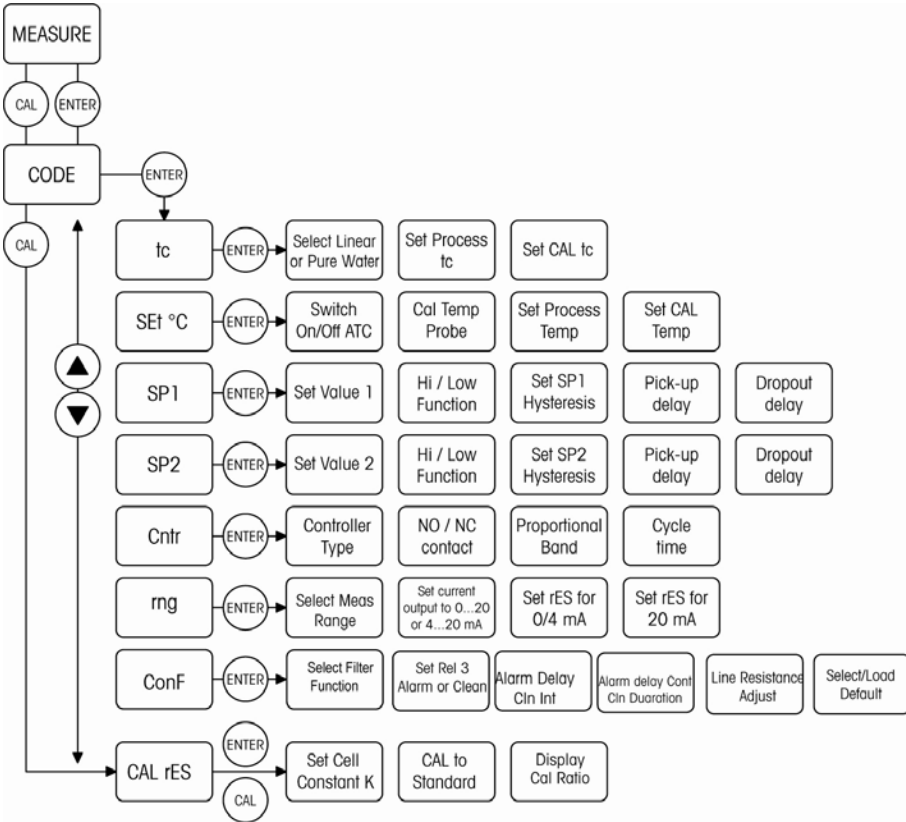 MEASURE
CAL
ENTER
CODE
ENTER
CAL
tc
ENTER
Select Linear
or Pure Water
Set Process
tc
Set CAL tc
SEt °C
ENTER
Switch
On/Off ATC
Cal Temp
Probe
Set Process
Temp
Set CAL
Temp
SP1
ENTER
Set Value 1
Hi / Low
Function
Set SP1
Hysteresis
Pick-up
delay
Dropout
delay
SP2
ENTER
Set Value 2
Hi / Low
Function
Set SP2
Hysteresis
Pick-up
delay
Dropout
delay
Cntr
ENTER
Controller
Type
NO / NC
contact
Proportional
Band
Cycle
time
rng
ENTER
Select Meas
Range
Set current
output to 0...20
or 4...20 mA
Set rES for
0/4 mA
Set rES for
20 mA
ConF
ENTER
Select Filter
Function
Set Rel 3
Alarm or Clean
Alarm Delay
Cln Int
Alarm delay Cont
Cln Duaration
Line Resistance
Adjust
Select/Load
Default
CAL rES
ENTER
CAL
Set Cell
Constant K
CAL to
Standard
Display
Cal Ratio